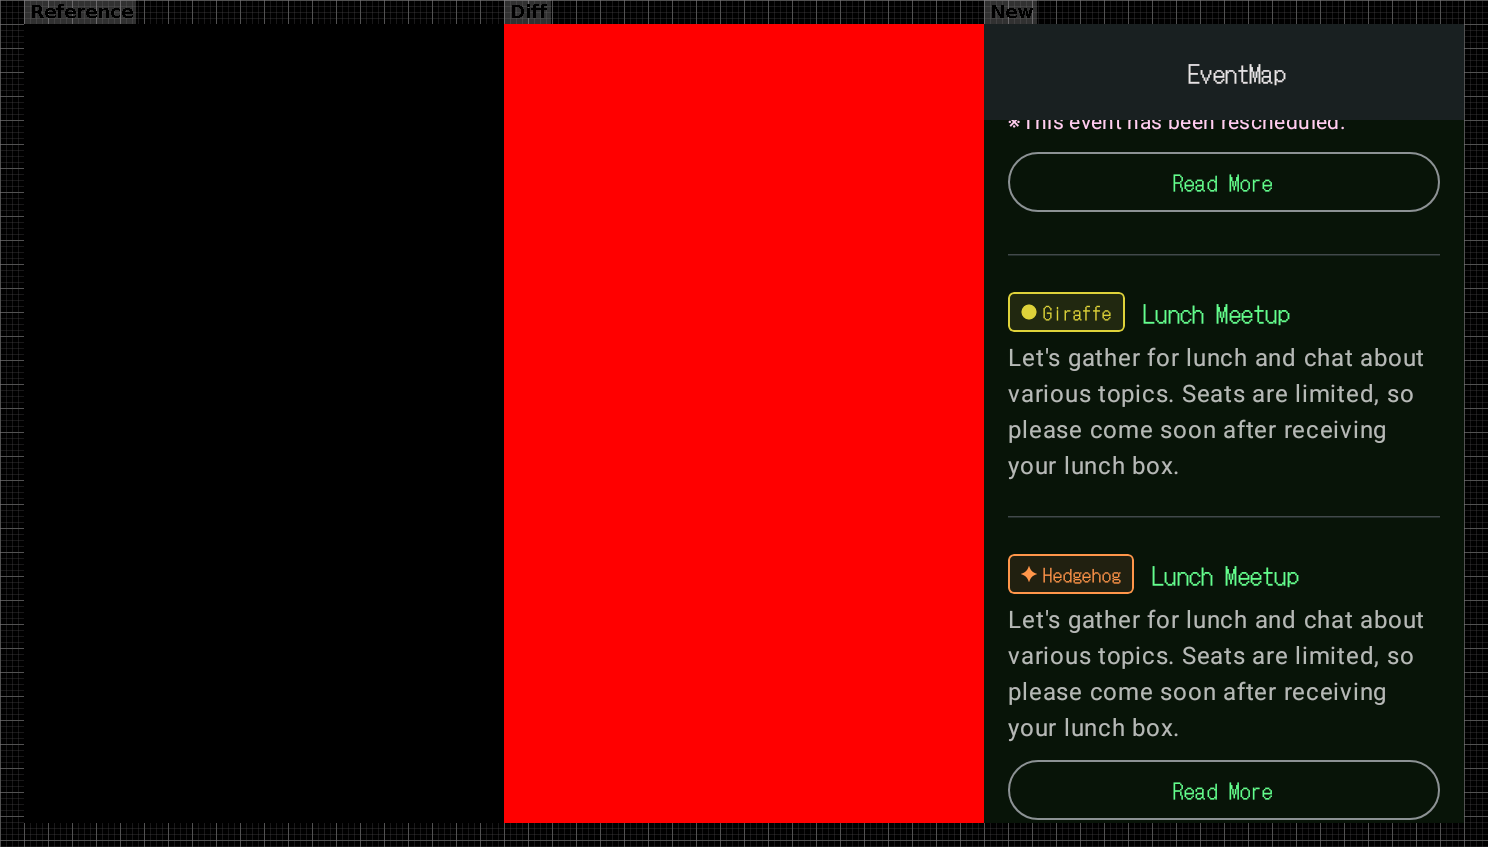 Reference
Diff
New
EventMap
*This event has been rescheduled.
Read More
Giraffe
Lunch Meetup
Let's gather for lunch and chat about
various topics. Seats are limited, so
please come soon after receiving
your lunch box.
Hedgehog
Lunch Meetup
Let's gather for lunch and chat about
various topics. Seats are limited, so
please come soon after receiving
your lunch box.
Read More